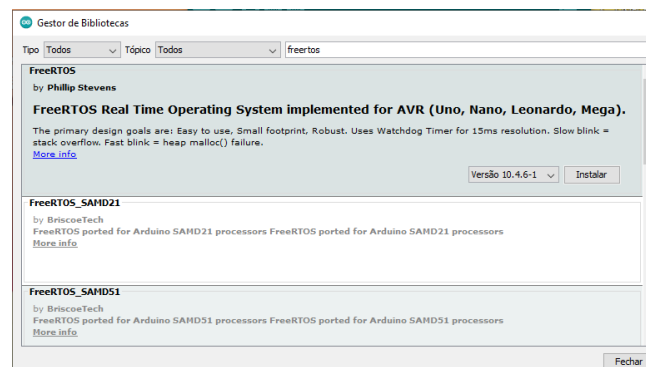 Gestor de Bibliotecas
Tipo Todos Tópico Todos freertos
FreeRTOS
by Phillip Stevens
FreeRTOS Real Time Operating System implemented for AVR (Uno, Nano, Leonardo, Mega).
The primary design goals are: Easy to use, Small footprint, Robust. Uses Watchdog Timer for 15ms resolution. Slow blink =
stack overflow. Fast blink = heap malloc() failure.
More info
Versão 10.4.6-1 Instalar
FreeRTOS_SAMD21
by BriscoeTech
FreeRTOS ported for Arduino SAMD21 processors FreeRTOS ported for Arduino SAMD21 processors
More info
FreeRTOS_SAMD51
by BriscoeTech
FreeRTOS ported for Arduino SAMD51 processors FreeRTOS ported for Arduino SAMD51 processors
More info
Fechar